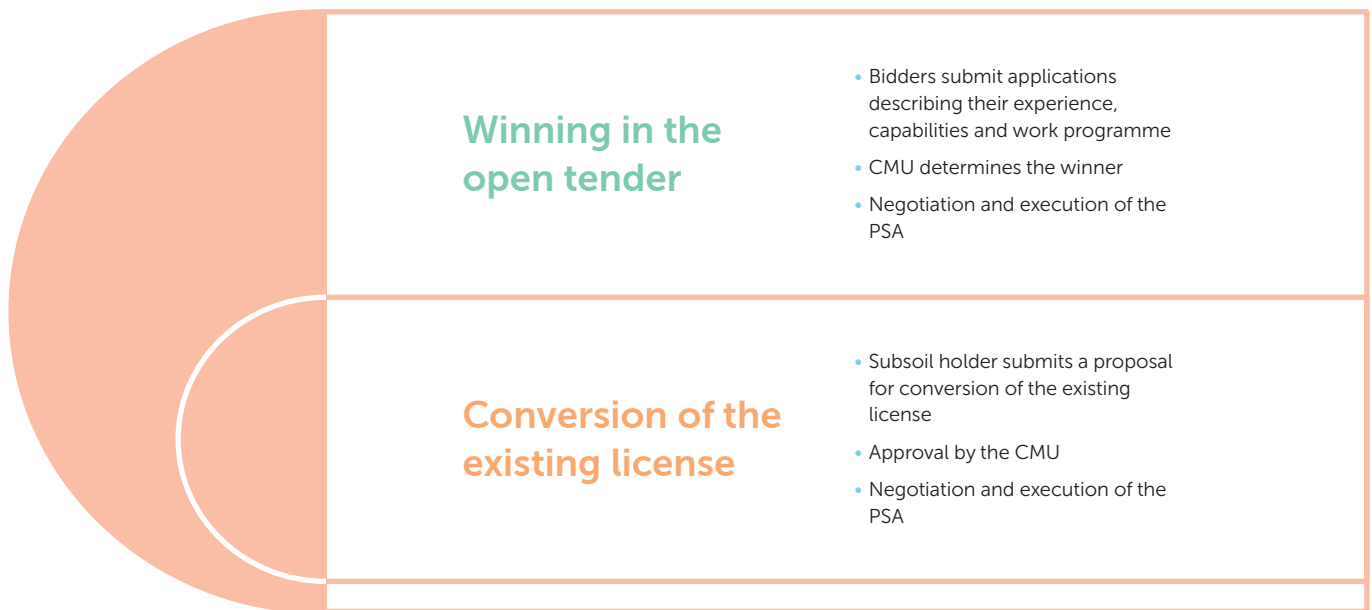 Winning in the
open tender
• Bidders submit applications
describing their experience,
capabilities and work programme
• CMU determines the winner
• Negotiation and execution of the
PSA
Conversion of the
existing license
• Subsoil holder submits a proposal
for conversion of the existing
license
• Approval by the CMU
• Negotiation and execution of the
PSA